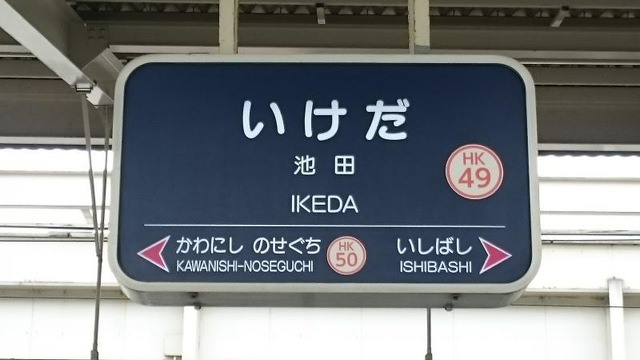 いけだ
池田
IKEDA
HK
49
かわにし のせぐち
KAWANISHI-NOSEGUCHI
HK
50
いしばし
ISHIBASHI